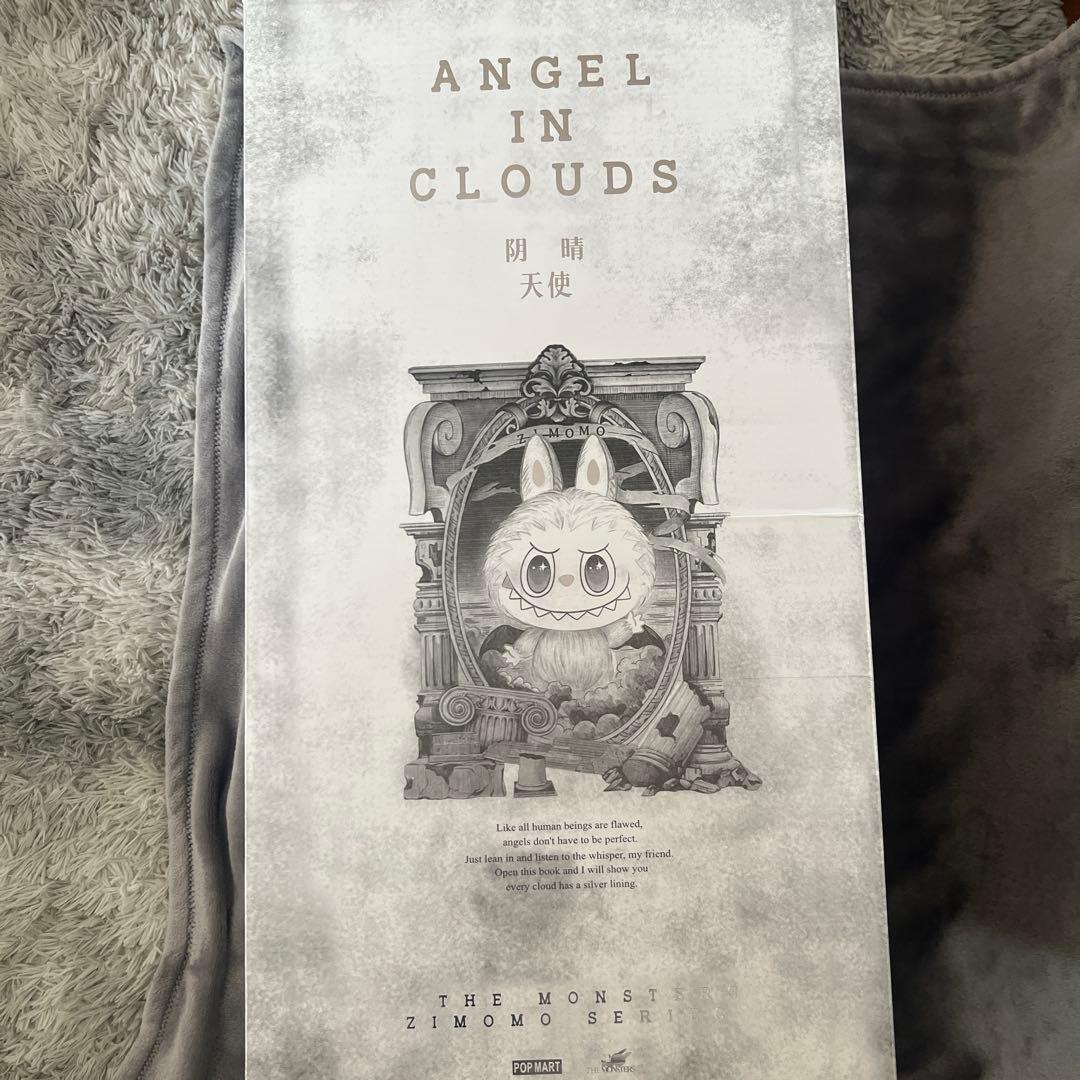 ANGEL
IN
CLOUDS
阴 晴
天使
ZIMOMO
Like all human beings are flawed,
angels don't have to be perfect.
Just lean in and listen to the whisper, my friend.
Open this book and I will show you
every cloud has a silver lining.
THE MONSTERS
ZIMOMO SERIES
POP MART
THE MONSTERS